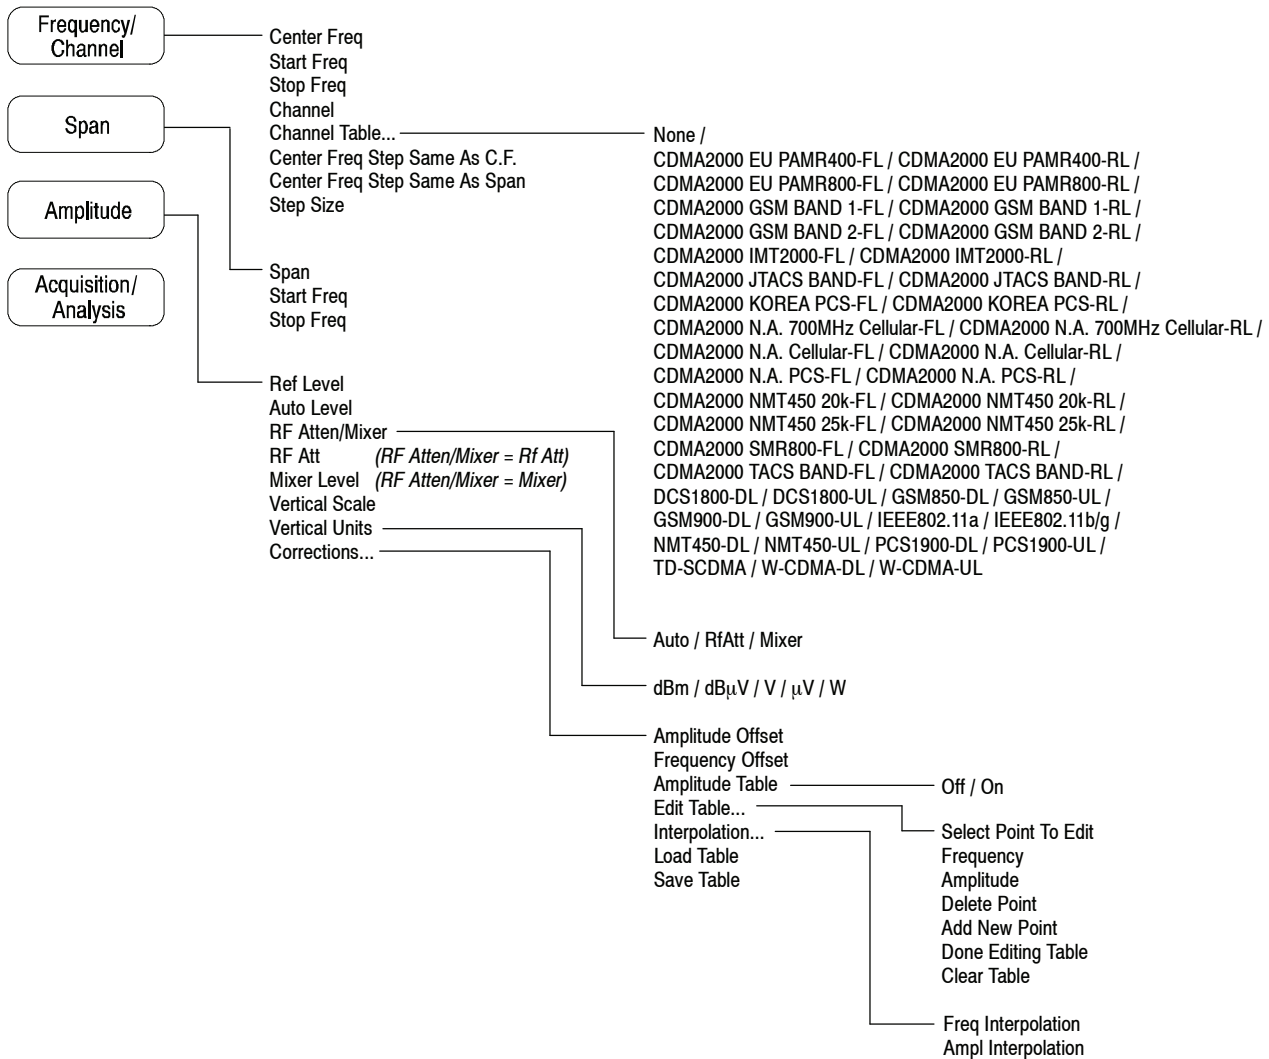 Frequency/
Channel
Span
Amplitude
Acquisition/
Analysis
Center Freq
Start Freq
Stop Freq
Channel
Channel Table...
Center Freq Step Same As C.F.
Center Freq Step Same As Span
Step Size
Span
Start Freq
Stop Freq
Ref Level
Auto Level
RF Atten/Mixer
RF Att (RF Atten/Mixer = Rf Att)
Mixer Level (RF Atten/Mixer = Mixer)
Vertical Scale
Vertical Units
Corrections...
None /
CDMA2000 EU PAMR400-FL / CDMA2000 EU PAMR400-RL /
CDMA2000 EU PAMR800-FL / CDMA2000 EU PAMR800-RL /
CDMA2000 GSM BAND 1-FL / CDMA2000 GSM BAND 1-RL /
CDMA2000 GSM BAND 2-FL / CDMA2000 GSM BAND 2-RL /
CDMA2000 IMT2000-FL / CDMA2000 IMT2000-RL /
CDMA2000 JTACS BAND-FL / CDMA2000 JTACS BAND-RL /
CDMA2000 KOREA PCS-FL / CDMA2000 KOREA PCS-RL /
CDMA2000 N.A. 700MHz Cellular-FL / CDMA2000 N.A. 700MHz Cellular-RL /
CDMA2000 N.A. Cellular-FL / CDMA2000 N.A. Cellular-RL /
CDMA2000 N.A. PCS-FL / CDMA2000 N.A. PCS-RL /
CDMA2000 NMT450 20k-FL / CDMA2000 NMT450 20k-RL /
CDMA2000 NMT450 25k-FL / CDMA2000 NMT450 25k-RL /
CDMA2000 SMR800-FL / CDMA2000 SMR800-RL /
CDMA2000 TACS BAND-FL / CDMA2000 TACS BAND-RL /
DCS1800-DL / DCS1800-UL / GSM850-DL / GSM850-UL /
GSM900-DL / GSM900-UL / IEEE802.11a / IEEE802.11b/g /
NMT450-DL / NMT450-UL / PCS1900-DL / PCS1900-UL /
TD-SCDMA / W-CDMA-DL / W-CDMA-UL
Auto / RfAtt / Mixer
dBm / dBμV / V / μV / W
Amplitude Offset
Frequency Offset
Amplitude Table
Edit Table...
Interpolation...
Load Table
Save Table
Off / On
Select Point To Edit
Frequency
Amplitude
Delete Point
Add New Point
Done Editing Table
Clear Table
Freq Interpolation
Ampl Interpolation